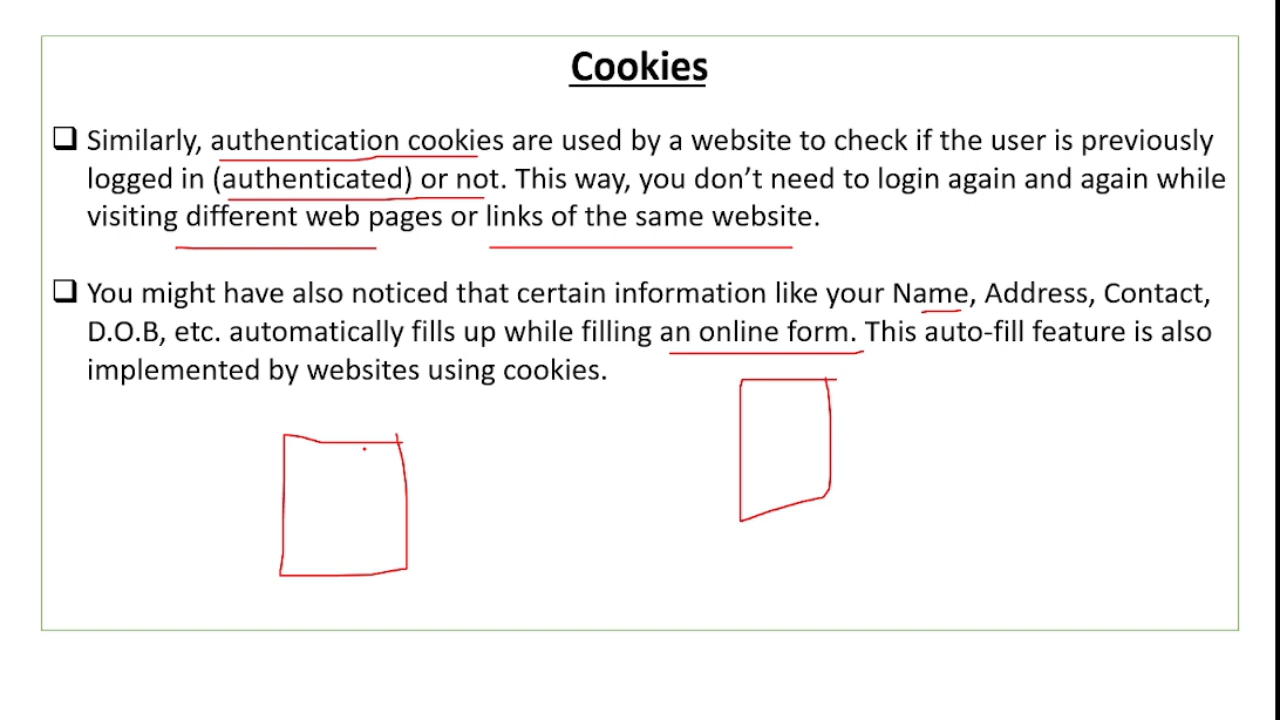 Cookies
Similarly, authentication cookies are used by a website to check if the user is previously
logged in (authenticated) or not. This way, you don’t need to login again and again while
visiting different web pages or links of the same website.
You might have also noticed that certain information like your Name, Address, Contact,
D.O.B, etc. automatically fills up while filling an online form. This auto-fill feature is also
implemented by websites using cookies.